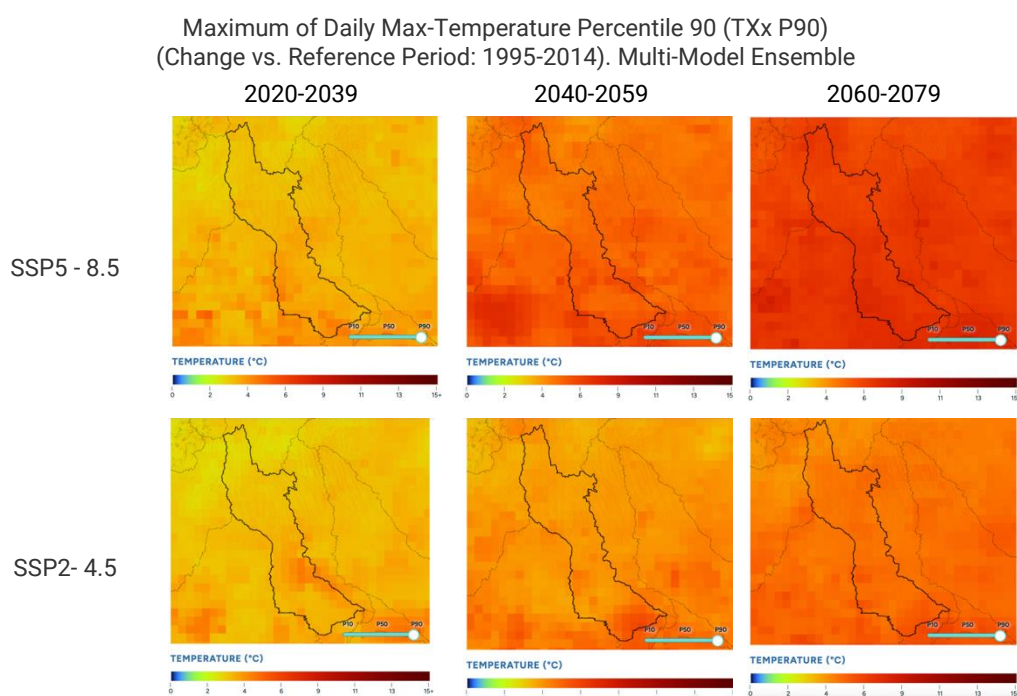 Maximum of Daily Max-Temperature Percentile 90 (TXx P90)
(Change vs. Reference Period: 1995-2014). Multi-Model Ensemble
2020-2039 2040-2059 2060-2079
SSP5 - 8.5
P10 P50 P90 P10 P50 P90 P10 P50 P90
TEMPERATURE (°C) TEMPERATURE (°C) TEMPERATURE (°C)
0 2 4 6 9 11 13 15+ 0 2 4 6 9 11 13 15 0 2 4 6 9 11 13 15
SSP2- 4.5
P10 P50 P90 P10 P50 P90 P10 P50 P90
TEMPERATURE (°C) TEMPERATURE (°C) TEMPERATURE (°C)
0 2 4 6 9 11 13 15+ 0 2 4 6 9 11 13 15